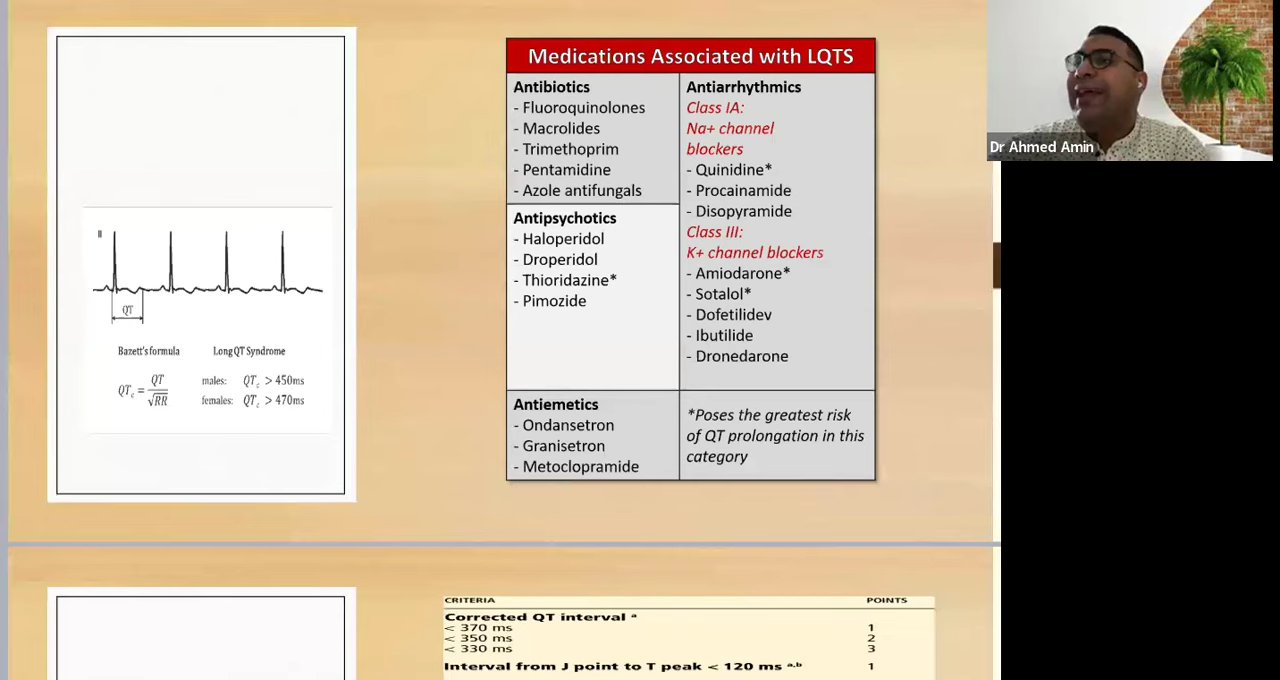 II
QT
Bazett's formula
QTc = QT / √RR
Long QT Syndrome
males: QTc > 450ms
females: QTc > 470ms
Medications Associated with LQTS
Antibiotics
- Fluoroquinolones
- Macrolides
- Trimethoprim
- Pentamidine
- Azole antifungals
Antipsychotics
- Haloperidol
- Droperidol
- Thioridazine*
- Pimozide
Antiemetics
- Ondansetron
- Granisetron
- Metoclopramide
Antiarrhythmics
Class IA:
Na+ channel
blockers
- Quinidine*
- Procainamide
- Disopyramide
Class III:
K+ channel blockers
- Amiodarone*
- Sotalol*
- Dofetilidev
- Ibutilide
- Dronedarone
*Poses the greatest risk
of QT prolongation in this
category
Dr Ahmed Amin
CRITERIA POINTS
Corrected QT interval a
< 370 ms 1
< 350 ms 2
< 330 ms 3
Interval from J point to T peak < 120 ms a,b 1